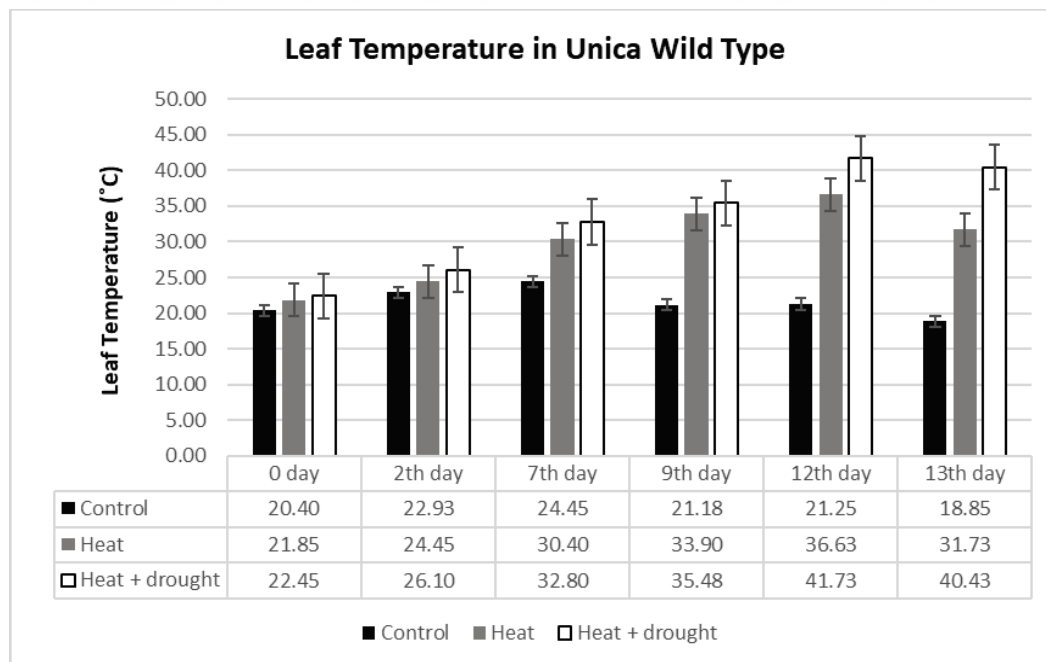 Leaf Temperature in Unica Wild Type
Leaf Temperature (˚C)
50.00
45.00
40.00
35.00
30.00
25.00
20.00
15.00
10.00
5.00
0.00
0 day 2th day 7th day 9th day 12th day 13th day
Control 20.40 22.93 24.45 21.18 21.25 18.85
Heat 21.85 24.45 30.40 33.90 36.63 31.73
Heat + drought 22.45 26.10 32.80 35.48 41.73 40.43
Control Heat Heat + drought